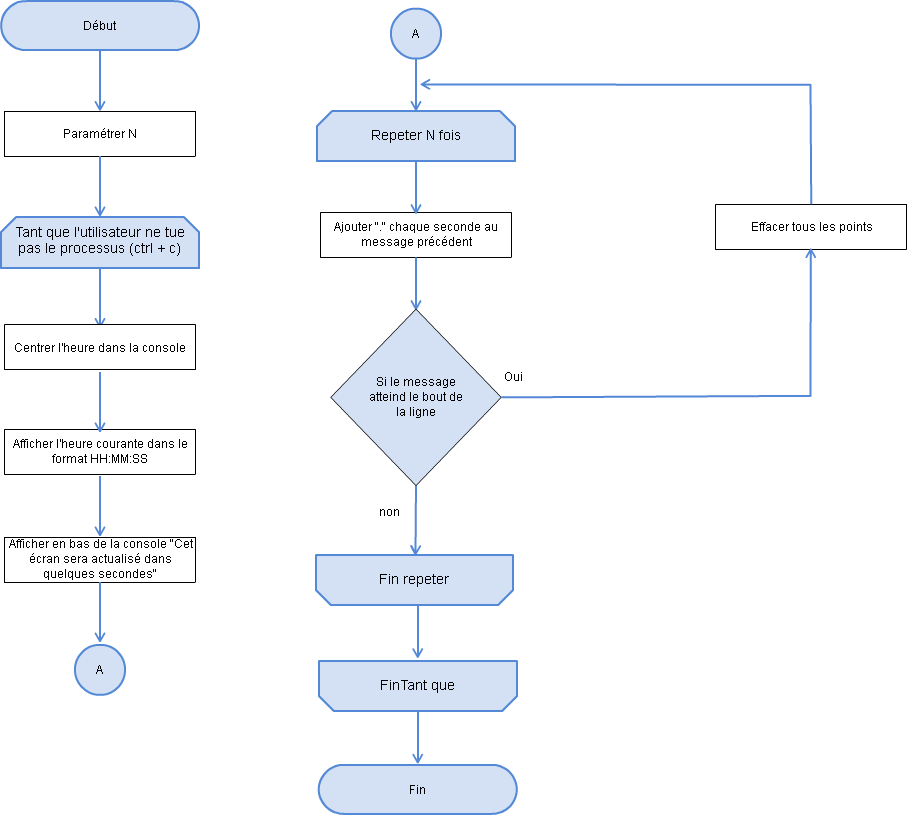 Début
Paramétrer N
Tant que l'utilisateur ne tue
pas le processus (ctrl + c)
Centrer l'heure dans la console
Afficher l'heure courante dans le
format HH:MM:SS
Afficher en bas de la console "Cet
écran sera actualisé dans
quelques secondes"
A
A
Repeter N fois
Ajouter "." chaque seconde au
message précédent
Si le message
atteind le bout de
la ligne
Oui
Effacer tous les points
non
Fin repeter
FinTant que
Fin